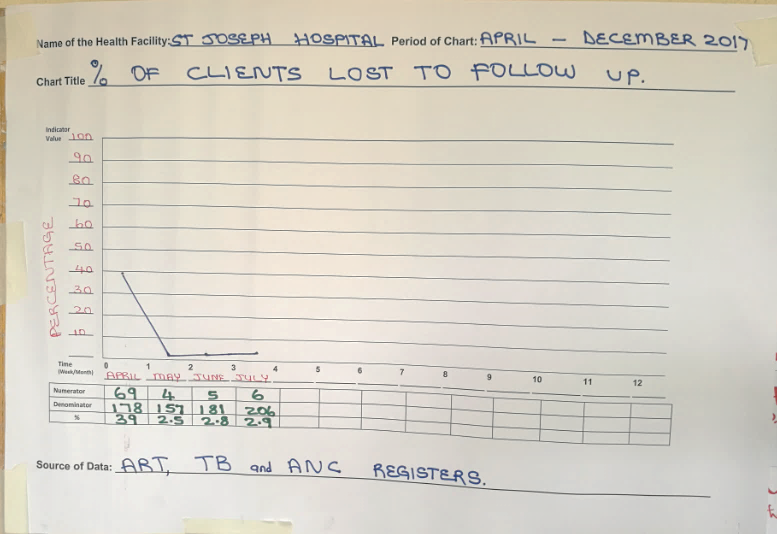 Name of the Health Facility: ST JOSEPH HOSPITAL Period of Chart: APRIL - DECEMBER 2017
Chart Title % OF CLIENTS LOST TO FOLLOW UP.
Indicator
Value 100
90
80
70
60
50
40
30
20
10
PERCENTAGE
Time
(Week/Month)
0 1 2 3 4 5 6 7 8 9 10 11 12
APRIL MAY JUNE JULY
Numerator 69 4 5 6
Denominator 178 157 181 206
% 39 2.5 2.8 2.9
Source of Data: ART, TB and ANC REGISTERS.